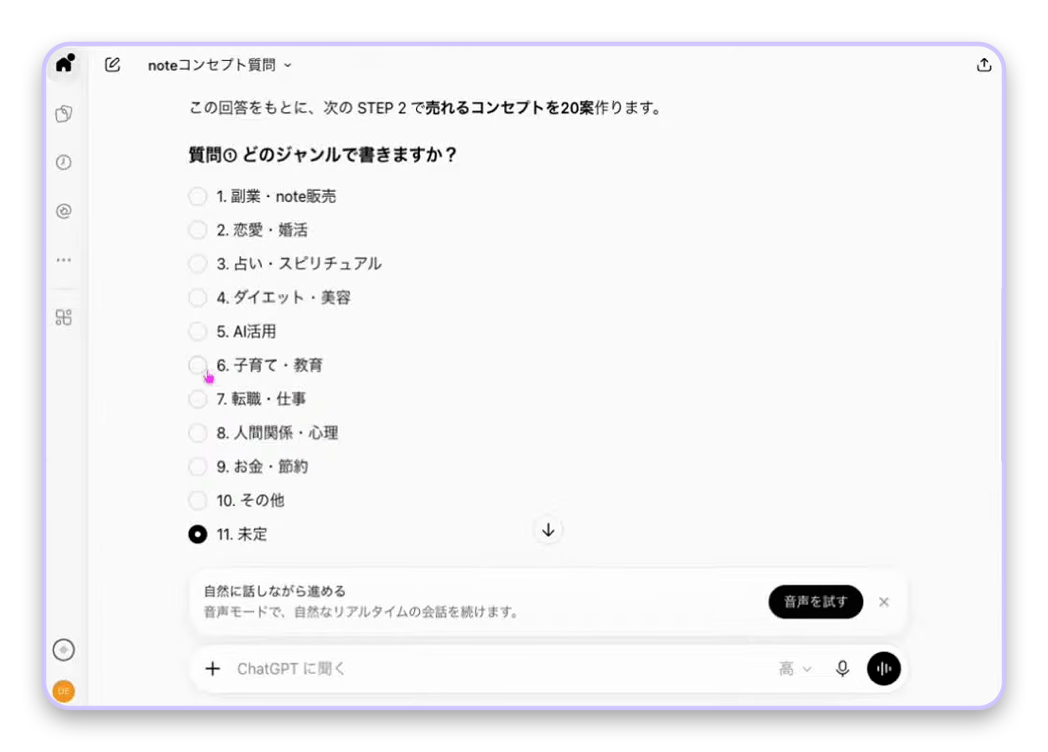 noteコンセプト質問
この回答をもとに、次の STEP 2 で売れるコンセプトを20案作ります。
質問① どのジャンルで書きますか？
1. 副業・note販売
2. 恋愛・婚活
3. 占い・スピリチュアル
4. ダイエット・美容
5. AI活用
6. 子育て・教育
7. 転職・仕事
8. 人間関係・心理
9. お金・節約
10. その他
11. 未定
自然に話しながら進める
音声モードで、自然なリアルタイムの会話を続けます。
音声を試す
ChatGPT に聞く
高
DE